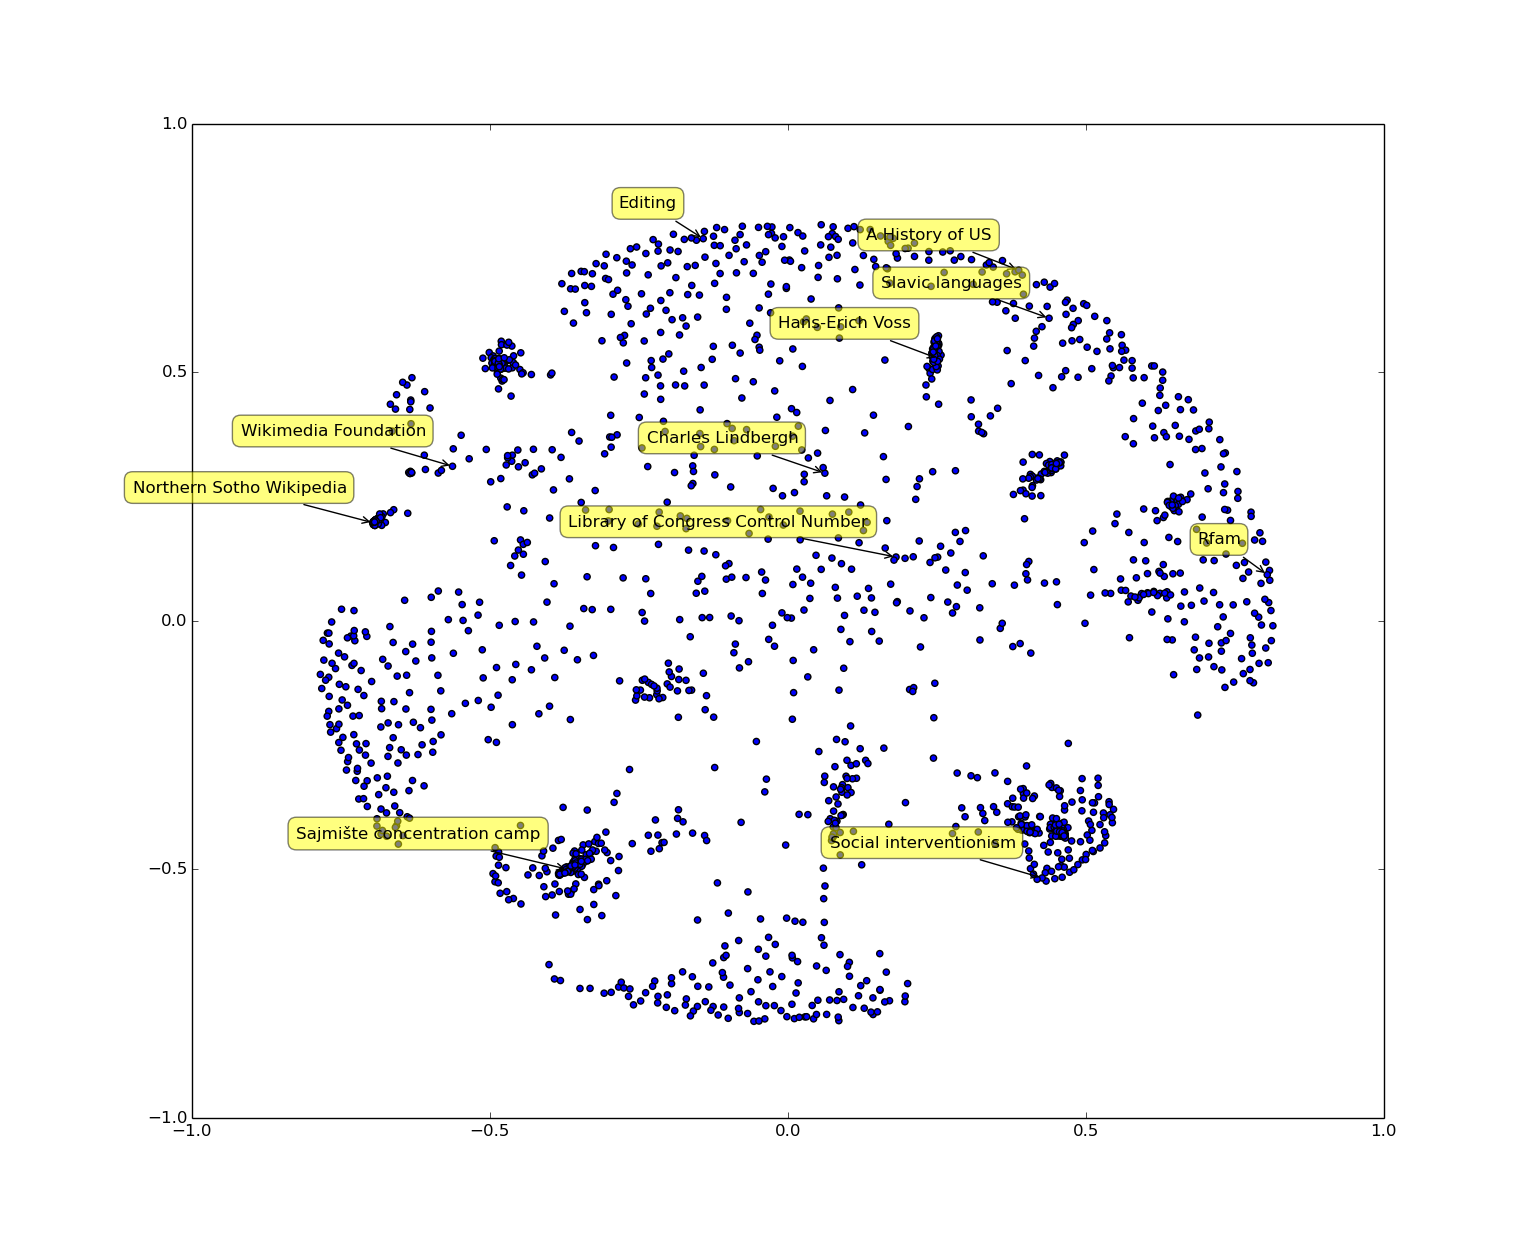 1.0
Editing
A History of US
Slavic languages
Hans-Erich Voss
0.5
Wikimedia Foundation
Charles Lindbergh
Northern Sotho Wikipedia
Library of Congress Control Number
Rfam
0.0
Sajmište concentration camp
Social interventionism
−0.5
−1.0
−1.0
−0.5
0.0
0.5
1.0